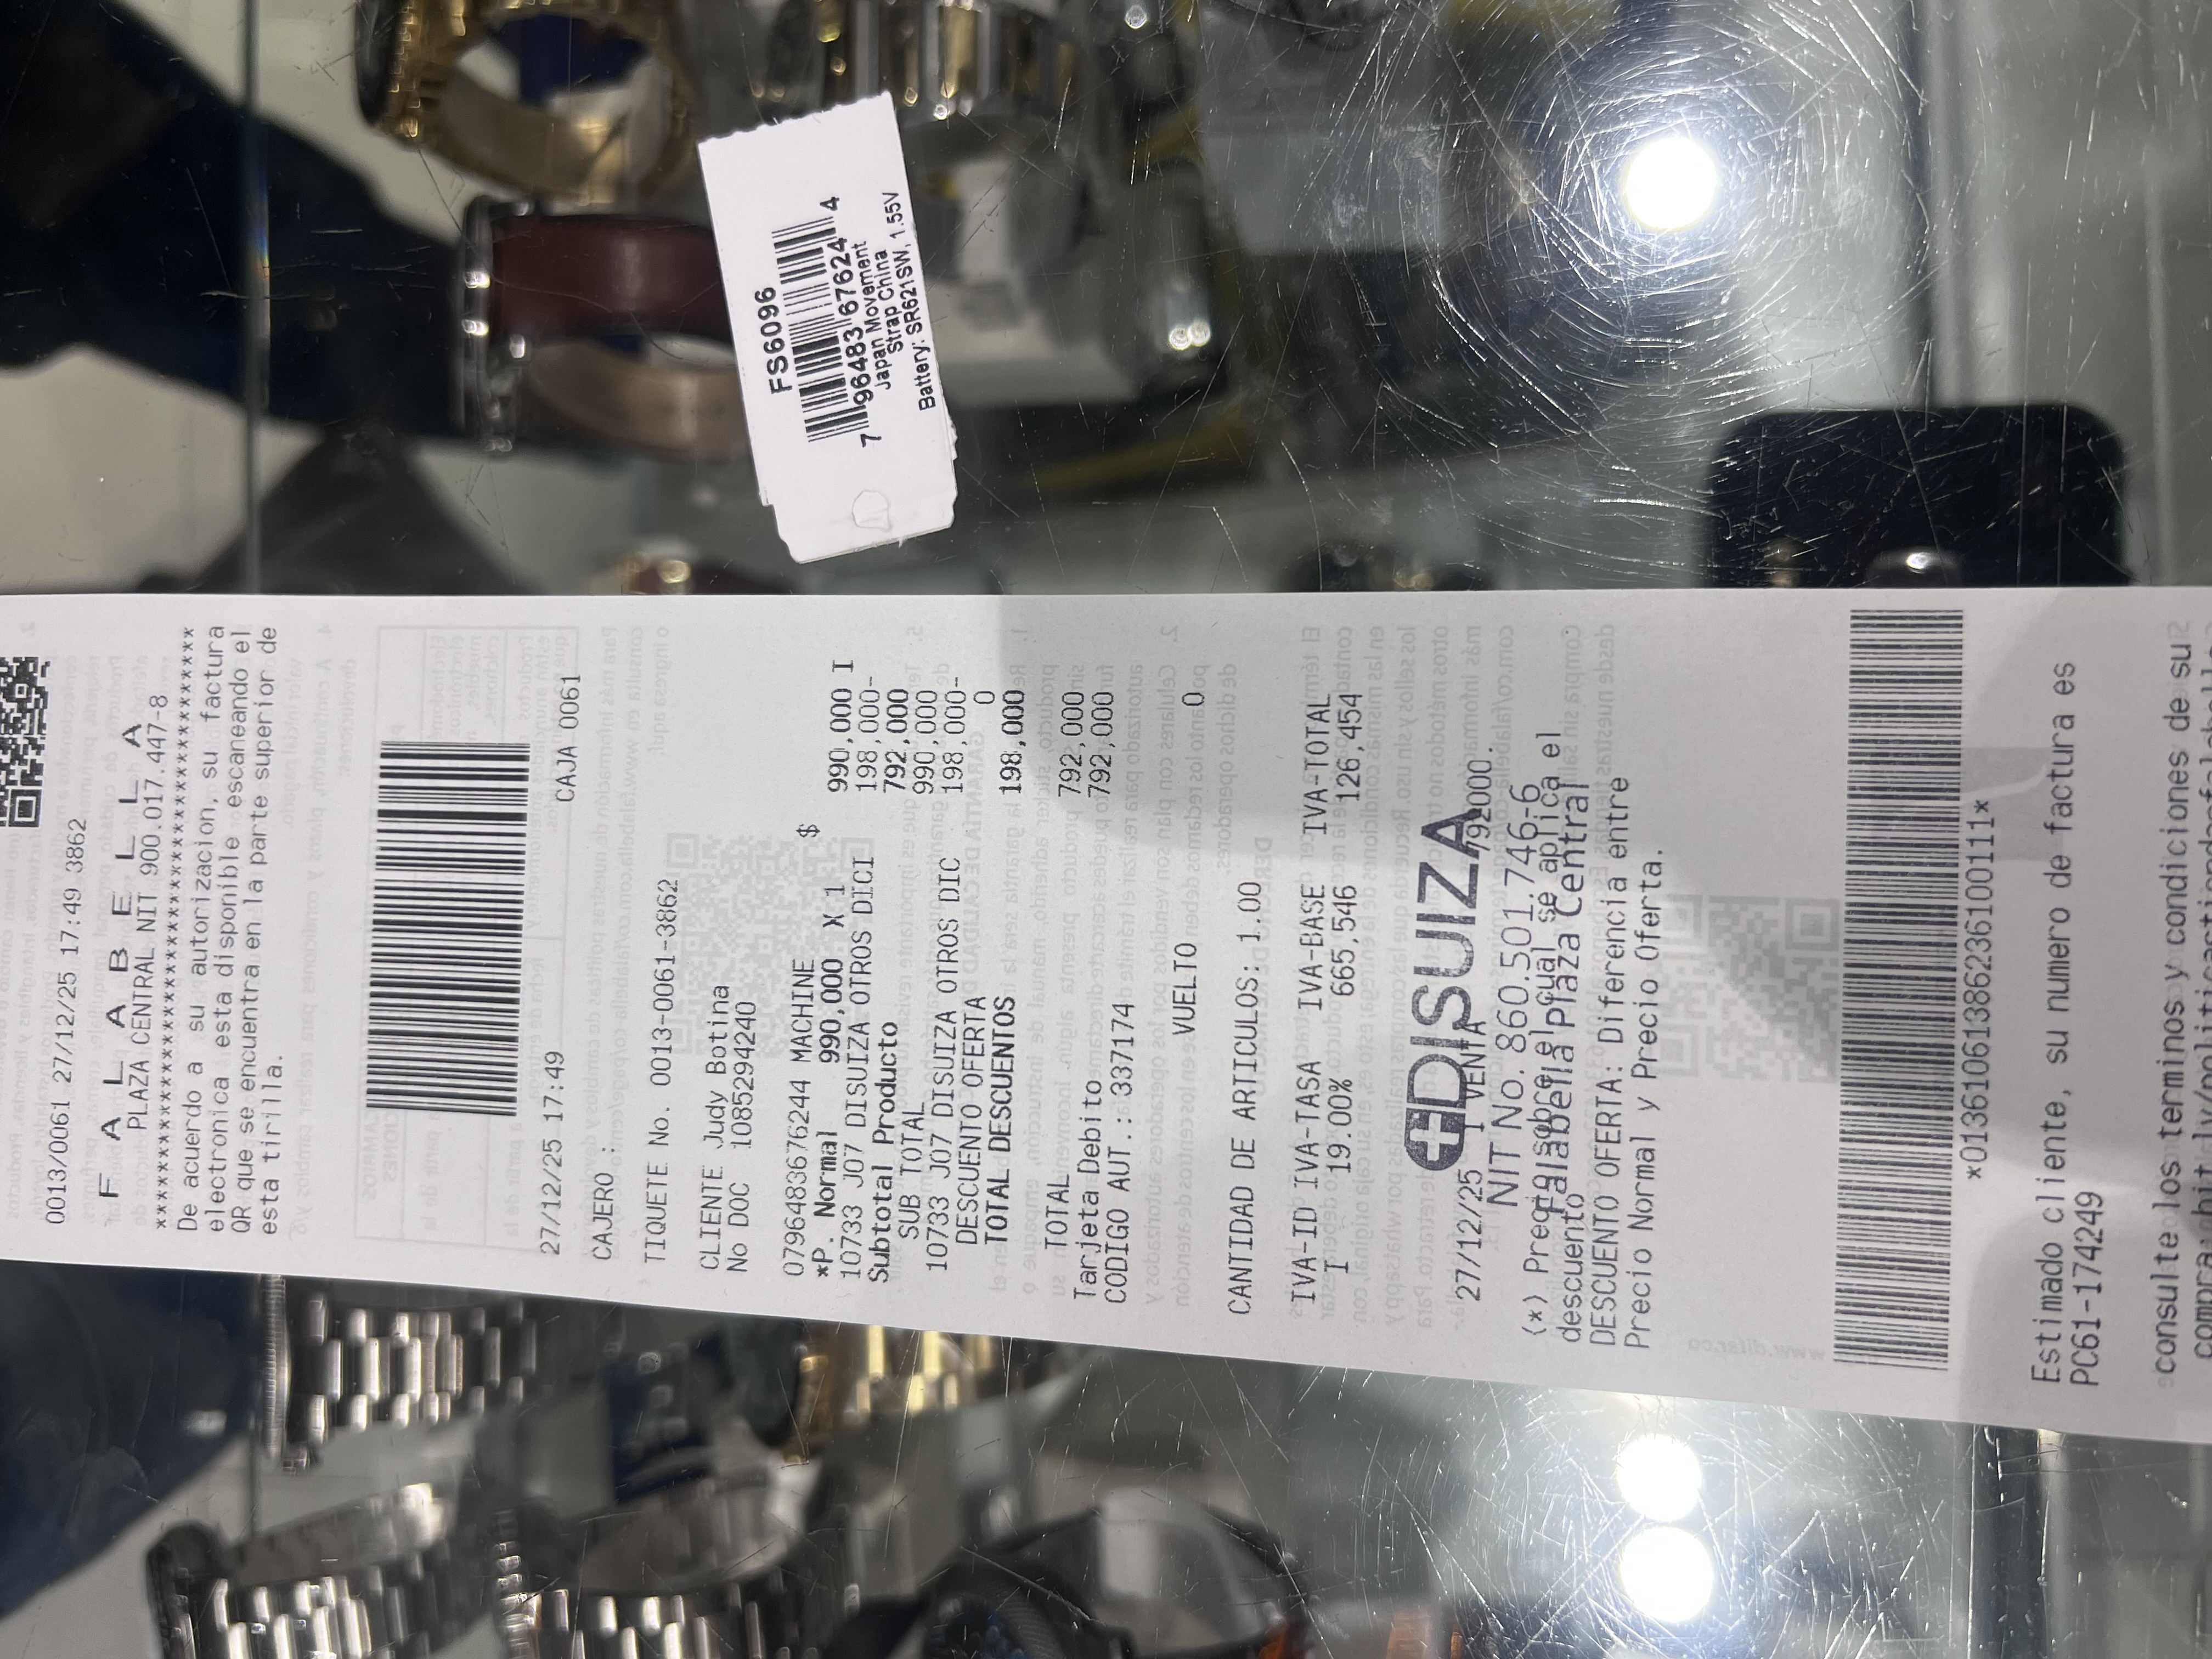 FS6096
7 96483 67624 4
Japan Movement
Strap China
Battery: SR621SW, 1.55V
0013/0061 27/12/25 17:49 3862
F A L A B E L L A
PLAZA CENTRAL NIT 900.017.447-8
****************************************
De acuerdo a su autorizacion, su factura
electronica esta disponible escaneando el
QR que se encuentra en la parte superior de
esta tirilla.
27/12/25 17:49 CAJA 0061
CAJERO :
TIQUETE No. 0013-0061-3862
CLIENTE Judy Botina
No DOC 1085294240
0796483676244 MACHINE $
*P. Normal 990,000 X 1 990,000 I
10733 J07 DISUIZA OTROS DICI 198,000-
Subtotal Producto 792,000
SUB TOTAL 990,000
10733 J07 DISUIZA OTROS DIC 198,000-
DESCUENTO OFERTA 0
TOTAL DESCUENTOS 198,000
TOTAL 792,000
Tarjeta Debito 792,000
CODIGO AUT.: 337174
VUELTO 0
CANTIDAD DE ARTICULOS: 1.00
IVA-ID IVA-TASA IVA-BASE IVA-TOTAL
I 19.00% 665,546 126,454
DISUIZA
27/12/25 I VENTA 792000.
NIT No. 860.501.746-6
(*) Precio sobre el cual se aplica el
Falabella Plaza Central
descuento
DESCUENTO OFERTA: Diferencia entre
Precio Normal y Precio Oferta.
*01361061386236100111*
Estimado cliente, su numero de factura es
PC61-174249
consulte los terminos y condiciones de su